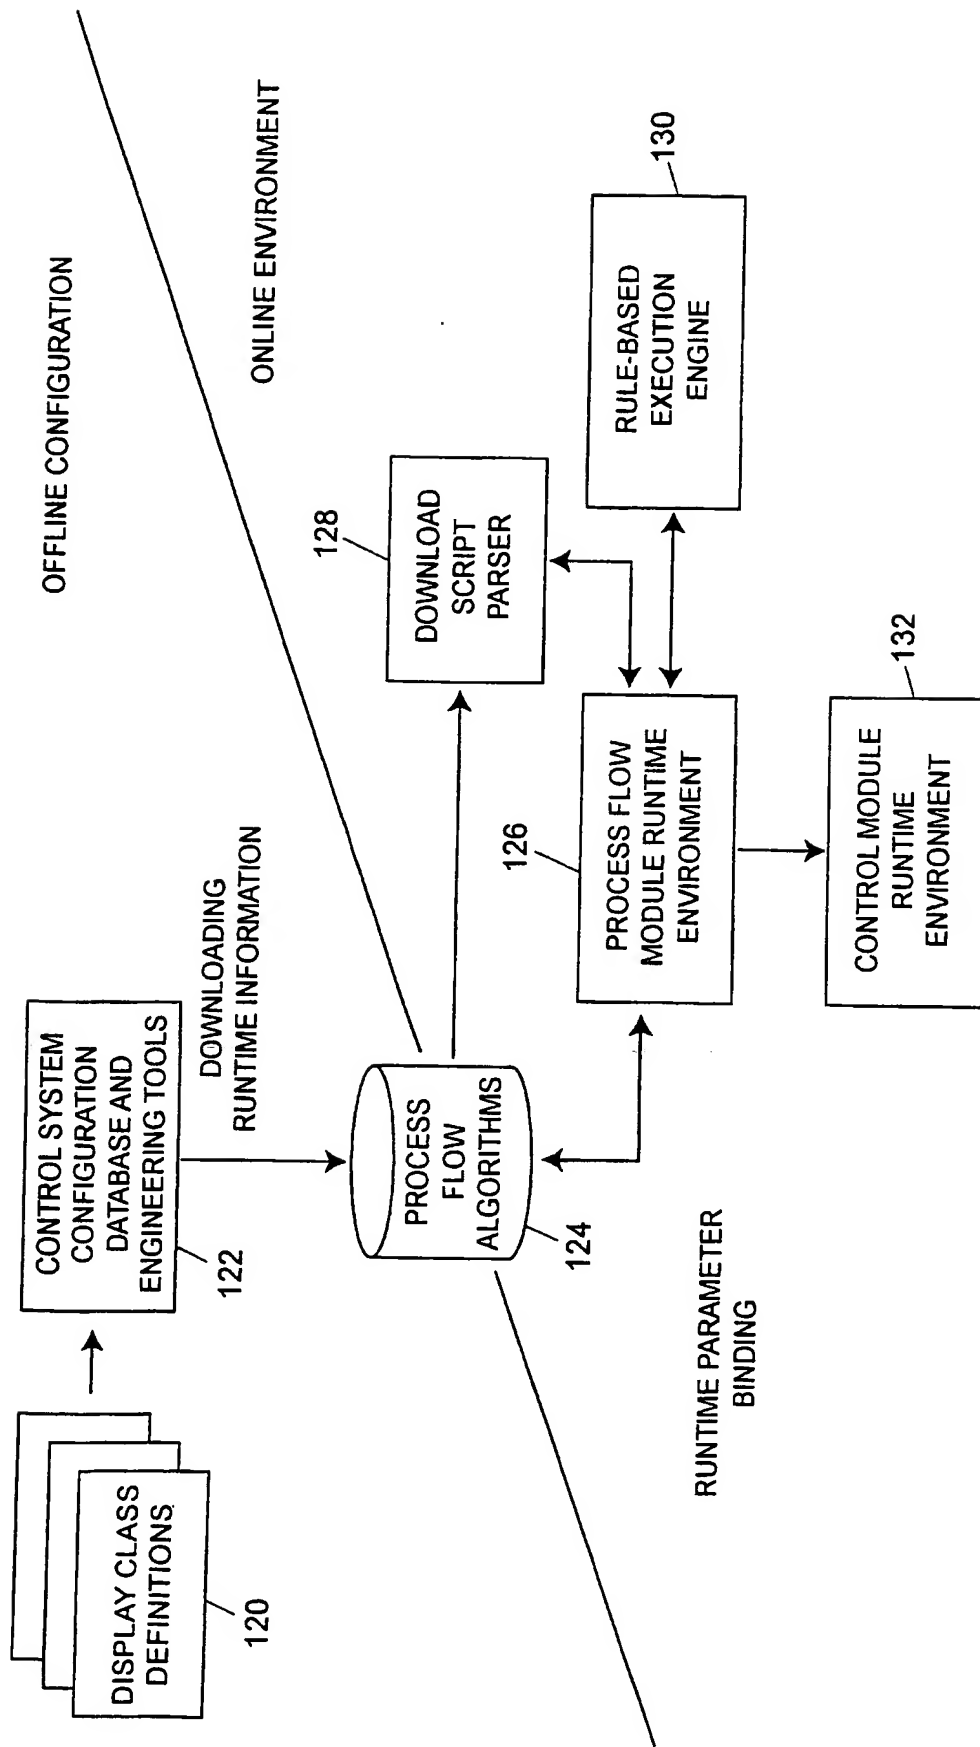 OFFLINE CONFIGURATION
ONLINE ENVIRONMENT
DISPLAY CLASS
DEFINITIONS
120
CONTROL SYSTEM
CONFIGURATION
DATABASE AND
ENGINEERING TOOLS
122
DOWNLOADING
RUNTIME INFORMATION
PROCESS
FLOW
ALGORITHMS
124
128
DOWNLOAD
SCRIPT
PARSER
130
RULE-BASED
EXECUTION
ENGINE
126
PROCESS FLOW
MODULE RUNTIME
ENVIRONMENT
RUNTIME PARAMETER
BINDING
132
CONTROL MODULE
RUNTIME
ENVIRONMENT